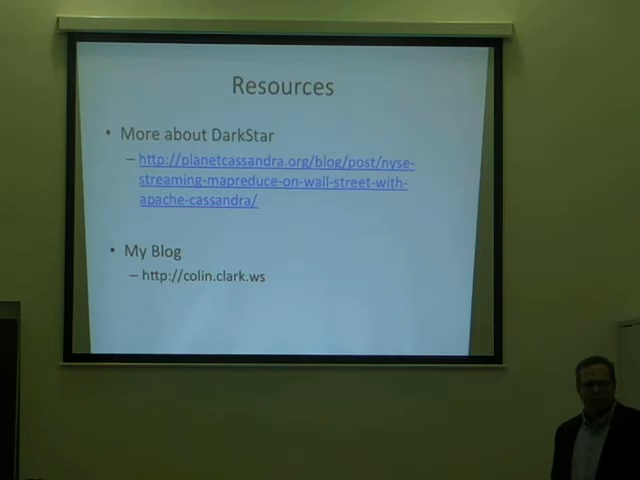 Resources
• More about DarkStar
– http://planetcassandra.org/blog/post/nyse-
streaming-mapreduce-on-wall-street-with-
apache-cassandra/
• My Blog
– http://colin.clark.ws